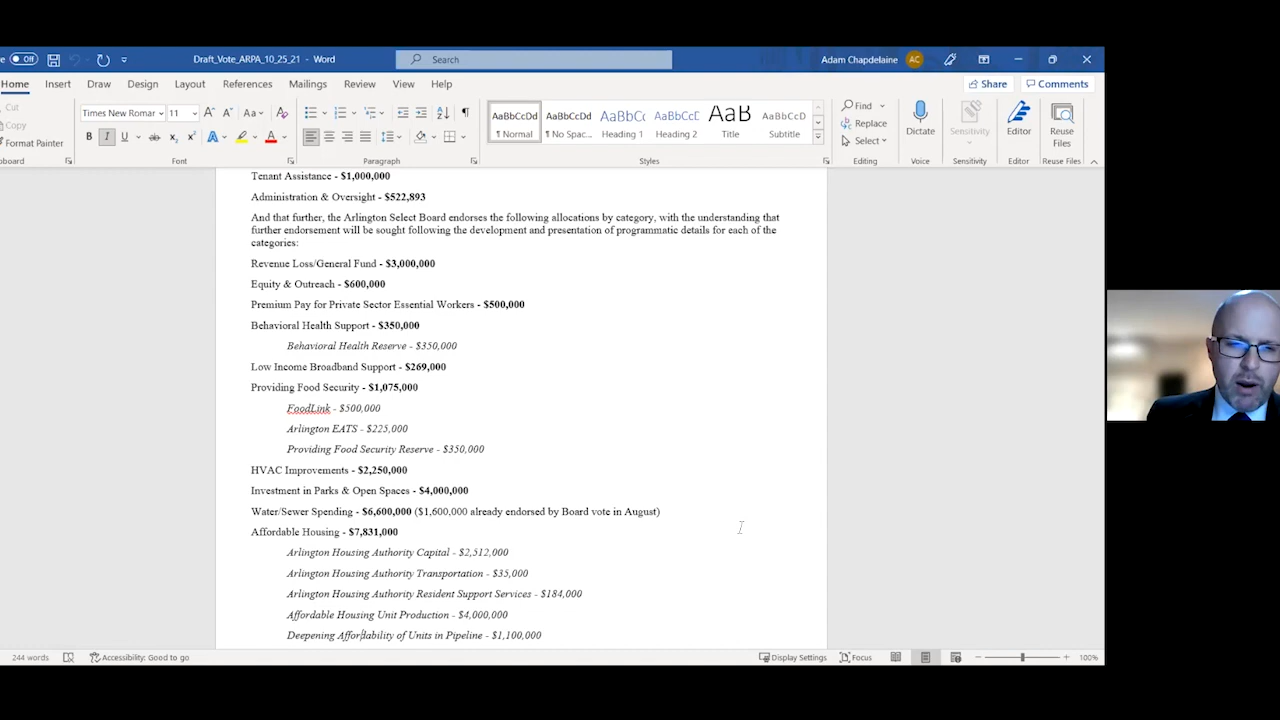 e Off Draft_Vote_ARPA_10_25_21 - Word Search Adam Chapdelaine AC
Home Insert Draw Design Layout References Mailings Review View Help Share Comments
Cut
Copy
Format Painter
Times New Roman 11 Aa
B I U ab x₂ x² A A
AaBbCcDd AaBbCcDd AaBbCc AaBbCcD AaB AaBbCcD
¶ Normal ¶ No Spac... Heading 1 Heading 2 Title Subtitle
Find
Replace
Select
Dictate Sensitivity Editor Reuse Files
board Font Paragraph Styles Editing Voice Sensitivity Editor Reuse Files
Tenant Assistance - $1,000,000
Administration & Oversight - $522,893
And that further, the Arlington Select Board endorses the following allocations by category, with the understanding that
further endorsement will be sought following the development and presentation of programmatic details for each of the
categories:
Revenue Loss/General Fund - $3,000,000
Equity & Outreach - $600,000
Premium Pay for Private Sector Essential Workers - $500,000
Behavioral Health Support - $350,000
Behavioral Health Reserve - $350,000
Low Income Broadband Support - $269,000
Providing Food Security - $1,075,000
FoodLink - $500,000
Arlington EATS - $225,000
Providing Food Security Reserve - $350,000
HVAC Improvements - $2,250,000
Investment in Parks & Open Spaces - $4,000,000
Water/Sewer Spending - $6,600,000 ($1,600,000 already endorsed by Board vote in August)
Affordable Housing - $7,831,000
Arlington Housing Authority Capital - $2,512,000
Arlington Housing Authority Transportation - $35,000
Arlington Housing Authority Resident Support Services - $184,000
Affordable Housing Unit Production - $4,000,000
Deepening Affordability of Units in Pipeline - $1,100,000
244 words Accessibility: Good to go Display Settings Focus 100%